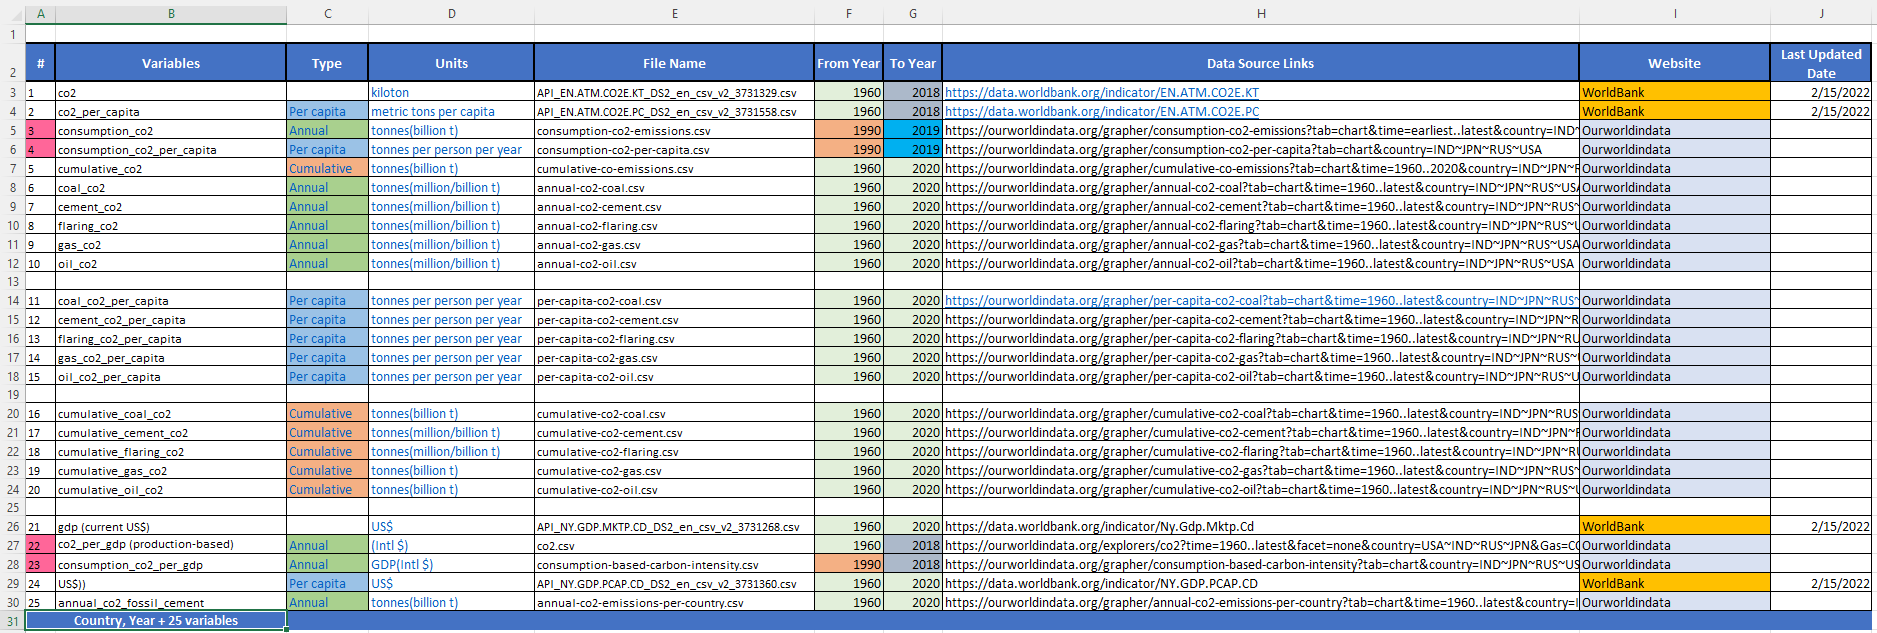 A B C D E F G H I J
1
2 # Variables Type Units File Name From Year To Year Data Source Links Website Last Updated Date
3 1 co2 kiloton API_EN.ATM.CO2E.KT_DS2_en_csv_v2_3731329.csv 1960 2018 https://data.worldbank.org/indicator/EN.ATM.CO2E.KT WorldBank 2/15/2022
4 2 co2_per_capita Per capita metric tons per capita API_EN.ATM.CO2E.PC_DS2_en_csv_v2_3731558.csv 1960 2018 https://data.worldbank.org/indicator/EN.ATM.CO2E.PC WorldBank 2/15/2022
5 3 consumption_co2 Annual tonnes(billion t) consumption-co2-emissions.csv 1990 2019 https://ourworldindata.org/grapher/consumption-co2-emissions?tab=chart&time=earliest..latest&country=IND~ Ourworldindata
6 4 consumption_co2_per_capita Per capita tonnes per person per year consumption-co2-per-capita.csv 1990 2019 https://ourworldindata.org/grapher/consumption-co2-per-capita?tab=chart&country=IND~JPN~RUS~USA Ourworldindata
7 5 cumulative_co2 Cumulative tonnes(billion t) cumulative-co-emissions.csv 1960 2020 https://ourworldindata.org/grapher/cumulative-co-emissions?tab=chart&time=1960..2020&country=IND~JPN~R Ourworldindata
8 6 coal_co2 Annual tonnes(million/billion t) annual-co2-coal.csv 1960 2020 https://ourworldindata.org/grapher/annual-co2-coal?tab=chart&time=1960..latest&country=IND~JPN~RUS~USA Ourworldindata
9 7 cement_co2 Annual tonnes(million/billion t) annual-co2-cement.csv 1960 2020 https://ourworldindata.org/grapher/annual-co2-cement?tab=chart&time=1960..latest&country=IND~JPN~RUS~ Ourworldindata
10 8 flaring_co2 Annual tonnes(million/billion t) annual-co2-flaring.csv 1960 2020 https://ourworldindata.org/grapher/annual-co2-flaring?tab=chart&time=1960..latest&country=IND~JPN~RUS~U Ourworldindata
11 9 gas_co2 Annual tonnes(million/billion t) annual-co2-gas.csv 1960 2020 https://ourworldindata.org/grapher/annual-co2-gas?tab=chart&time=1960..latest&country=IND~JPN~RUS~USA Ourworldindata
12 10 oil_co2 Annual tonnes(million/billion t) annual-co2-oil.csv 1960 2020 https://ourworldindata.org/grapher/annual-co2-oil?tab=chart&time=1960..latest&country=IND~JPN~RUS~USA Ourworldindata
13
14 11 coal_co2_per_capita Per capita tonnes per person per year per-capita-co2-coal.csv 1960 2020 https://ourworldindata.org/grapher/per-capita-co2-coal?tab=chart&time=1960..latest&country=IND~JPN~RUS~ Ourworldindata
15 12 cement_co2_per_capita Per capita tonnes per person per year per-capita-co2-cement.csv 1960 2020 https://ourworldindata.org/grapher/per-capita-co2-cement?tab=chart&time=1960..latest&country=IND~JPN~R Ourworldindata
16 13 flaring_co2_per_capita Per capita tonnes per person per year per-capita-co2-flaring.csv 1960 2020 https://ourworldindata.org/grapher/per-capita-co2-flaring?tab=chart&time=1960..latest&country=IND~JPN~RU Ourworldindata
17 14 gas_co2_per_capita Per capita tonnes per person per year per-capita-co2-gas.csv 1960 2020 https://ourworldindata.org/grapher/per-capita-co2-gas?tab=chart&time=1960..latest&country=IND~JPN~RUS~U Ourworldindata
18 15 oil_co2_per_capita Per capita tonnes per person per year per-capita-co2-oil.csv 1960 2020 https://ourworldindata.org/grapher/per-capita-co2-oil?tab=chart&time=1960..latest&country=IND~JPN~RUS~U Ourworldindata
19
20 16 cumulative_coal_co2 Cumulative tonnes(billion t) cumulative-co2-coal.csv 1960 2020 https://ourworldindata.org/grapher/cumulative-co2-coal?tab=chart&time=1960..latest&country=IND~JPN~RUS Ourworldindata
21 17 cumulative_cement_co2 Cumulative tonnes(million/billion t) cumulative-co2-cement.csv 1960 2020 https://ourworldindata.org/grapher/cumulative-co2-cement?tab=chart&time=1960..latest&country=IND~JPN~R Ourworldindata
22 18 cumulative_flaring_co2 Cumulative tonnes(million/billion t) cumulative-co2-flaring.csv 1960 2020 https://ourworldindata.org/grapher/cumulative-co2-flaring?tab=chart&time=1960..latest&country=IND~JPN~RU Ourworldindata
23 19 cumulative_gas_co2 Cumulative tonnes(billion t) cumulative-co2-gas.csv 1960 2020 https://ourworldindata.org/grapher/cumulative-co2-gas?tab=chart&time=1960..latest&country=IND~JPN~RUS~ Ourworldindata
24 20 cumulative_oil_co2 Cumulative tonnes(billion t) cumulative-co2-oil.csv 1960 2020 https://ourworldindata.org/grapher/cumulative-co2-oil?tab=chart&time=1960..latest&country=IND~JPN~RUS~U Ourworldindata
25
26 21 gdp (current US$) US$ API_NY.GDP.MKTP.CD_DS2_en_csv_v2_3731268.csv 1960 2020 https://data.worldbank.org/indicator/Ny.Gdp.Mktp.Cd WorldBank 2/15/2022
27 22 co2_per_gdp (production-based) Annual (Intl $) co2.csv 1960 2018 https://ourworldindata.org/explorers/co2?time=1960..latest&facet=none&country=USA~IND~RUS~JPN&Gas=CO Ourworldindata
28 23 consumption_co2_per_gdp Annual GDP(Intl $) consumption-based-carbon-intensity.csv 1990 2018 https://ourworldindata.org/grapher/consumption-based-carbon-intensity?tab=chart&country=IND~JPN~RUS~US Ourworldindata
29 24 US$)) Per capita US$ API_NY.GDP.PCAP.CD_DS2_en_csv_v2_3731360.csv 1960 2020 https://data.worldbank.org/indicator/NY.GDP.PCAP.CD WorldBank 2/15/2022
30 25 annual_co2_fossil_cement Annual tonnes(billion t) annual-co2-emissions-per-country.csv 1960 2020 https://ourworldindata.org/grapher/annual-co2-emissions-per-country?tab=chart&time=1960..latest&country=I Ourworldindata
31 Country, Year + 25 variables